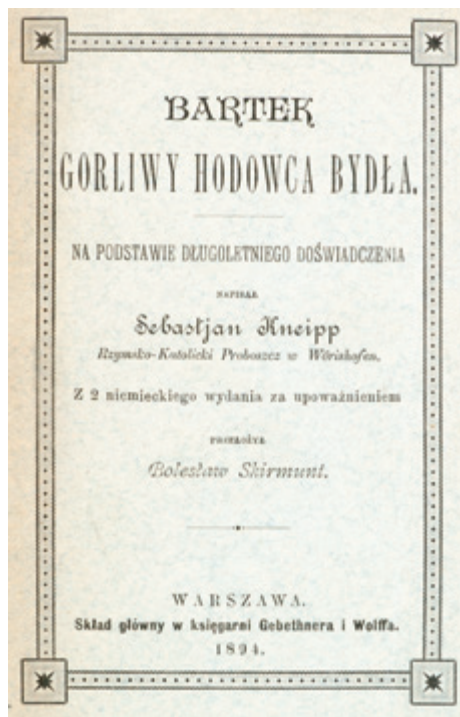 BARTEK
GORLIWY HODOWCA BYDŁA.
NA PODSTAWIE DŁUGOLETNIEGO DOŚWIADCZENIA
NAPISAŁ
Sebastjan Kneipp
Rzymsko-Katolicki Proboszcz w Wörishofen.
Z 2 niemieckiego wydania za upoważnieniem
PRZEŁOŻYŁ
Bolesław Skirmunt.
WARSZAWA.
Skład główny w księgarni Gebethnera i Wolffa.
1894.